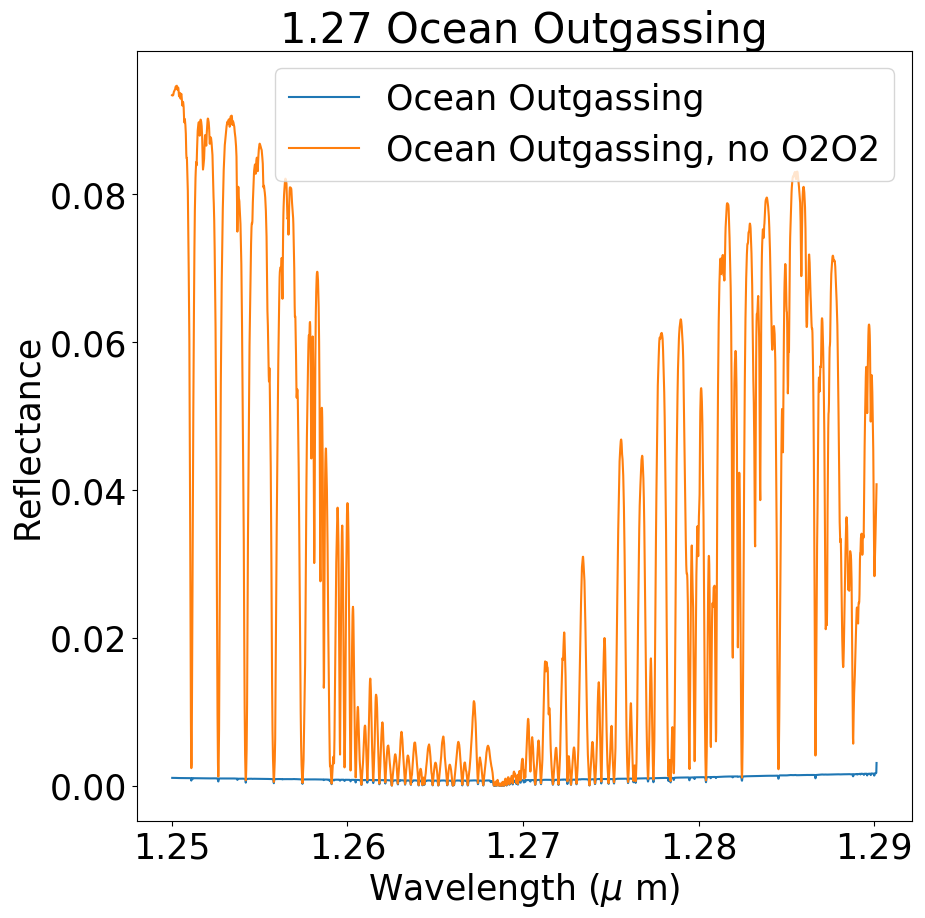 1.27 Ocean Outgassing
Ocean Outgassing
Ocean Outgassing, no O2O2
Reflectance
0.08
0.06
0.04
0.02
0.00
1.25 1.26 1.27 1.28 1.29
Wavelength (μ m)